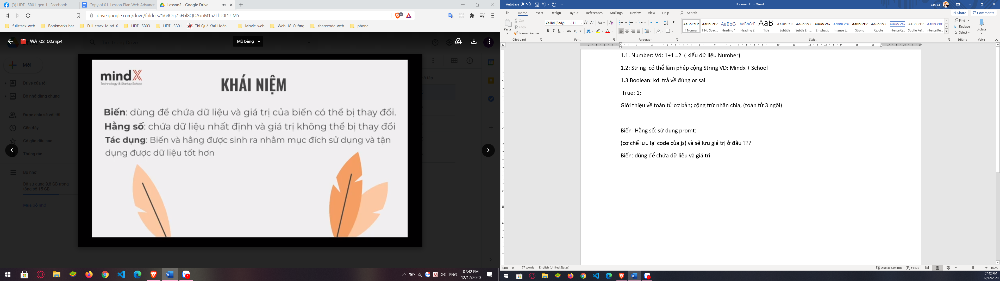 (3) HDT-JSB01-gen 1 | Facebook
Copy of 01. Lesson Plan Web Advance
Lesson2 - Google Drive
drive.google.com/drive/folders/1i64Ocj75FGl8QOAxoM1aZLlTJ0t1J_M5
fullstack-web
Bookmarks bar
Full-stack-Mind-X
HDT-JSB03
HDT-JSB01
Thì Quá Khứ Hoàn...
Movie-web
Web-18-Cường
sharecode-web
phone
WA_02_02.mp4
Tìm trong Drive
Mở bằng
Mới
Drive của tôi
Bộ nhớ dùng chung
Được chia sẻ với tôi
Gần đây
Có gắn dấu sao
Thùng rác
Bộ nhớ
Đã sử dụng 9,8 GB trong
tổng số 15 GB
Mua bộ nhớ
mindX
Technology & Startup School
KHÁI NIỆM
Biến: dùng để chứa dữ liệu và giá trị của biến có thể bị thay đổi.
Hằng số: chứa dữ liệu nhất định và giá trị không thể bị thay đổi
Tác dụng: Biến và hằng được sinh ra nhằm mục đích sử dụng và tận
dụng được dữ liệu tốt hơn
ENG
07:42 PM
12/12/2020
AutoSave Off
Document1 - Word
pan da
File Home Insert Design Layout References Mailings Review View Help Search
Share Comments
Paste
Cut
Copy
Format Painter
Clipboard
Calibri (Body) 11
Font
Paragraph
¶ Normal
¶ No Spac...
Heading 1
Heading 2
Title
Subtitle
Subtle Em...
Emphasis
Intense E...
Strong
Quote
Intense Q...
Subtle Ref...
Intense Re...
Styles
Find
Replace
Select
Editing
Dictate
Voice
1.1. Number: Vd: 1+1 =2 ( kiểu dữ liệu Number)
1.2: String có thể làm phép cộng String VD: Mindx + School
1.3 Boolean: kdl trả về đúng or sai
True: 1;
Giới thiệu về toán tử cơ bản; cộng trừ nhân chia, (toán tử 3 ngôi)
Biến- Hằng số: sử dụng promt:
(cơ chế lưu lại code của js) và sẽ lưu giá trị ở đâu ???
Biến: dùng để chứa dữ liệu và giá trị
Page 1 of 1
77 words
English (United States)
Display Settings
Focus
160%
07:42 PM
12/12/2020